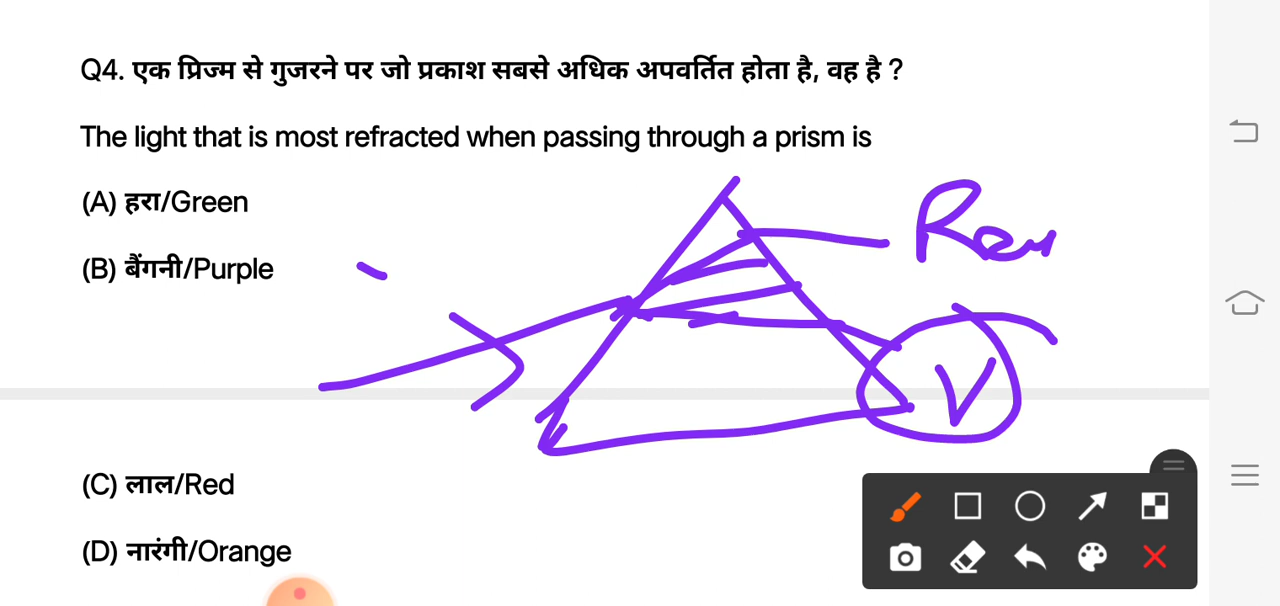 Q4. एक प्रिज्म से गुजरने पर जो प्रकाश सबसे अधिक अपवर्तित होता है, वह है ?
The light that is most refracted when passing through a prism is
(A) हरा/Green
(B) बैंगनी/Purple
V
(C) लाल/Red
(D) नारंगी/Orange